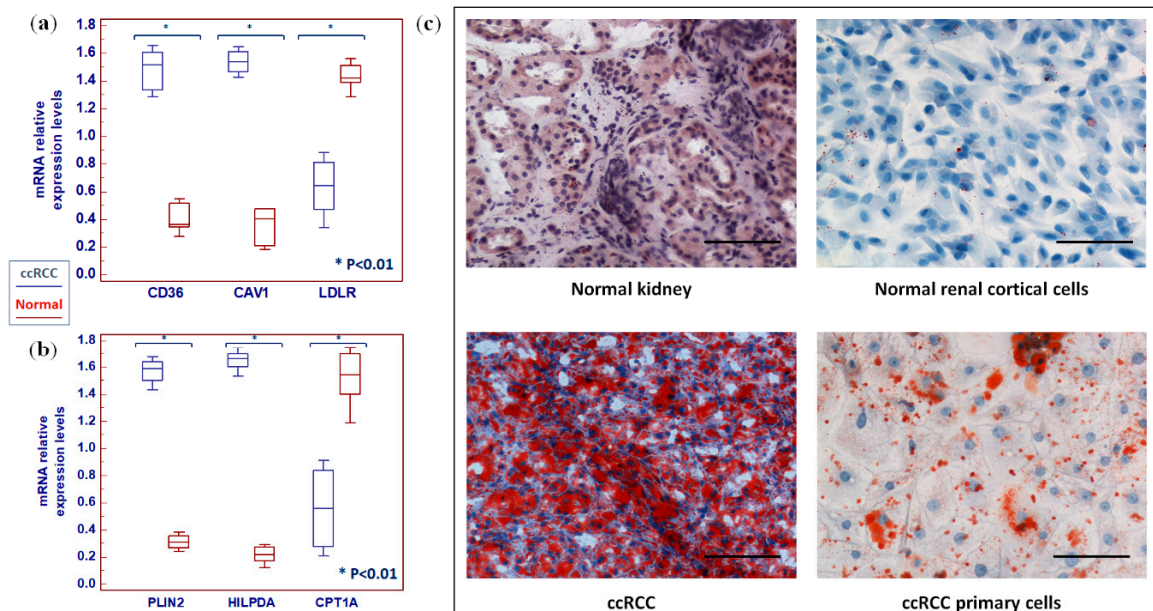 (a)
*
*
*
mRNA relative
expression levels
1.8
1.6
1.4
1.2
1.0
0.8
0.6
0.4
0.2
0.0
* P<0.01
CD36 CAV1 LDLR
ccRCC
Normal
(b)
*
*
*
mRNA relative
expression levels
1.8
1.6
1.4
1.2
1.0
0.8
0.6
0.4
0.2
0.0
* P<0.01
PLIN2 HILPDA CPT1A
(c)
Normal kidney
Normal renal cortical cells
ccRCC
ccRCC primary cells